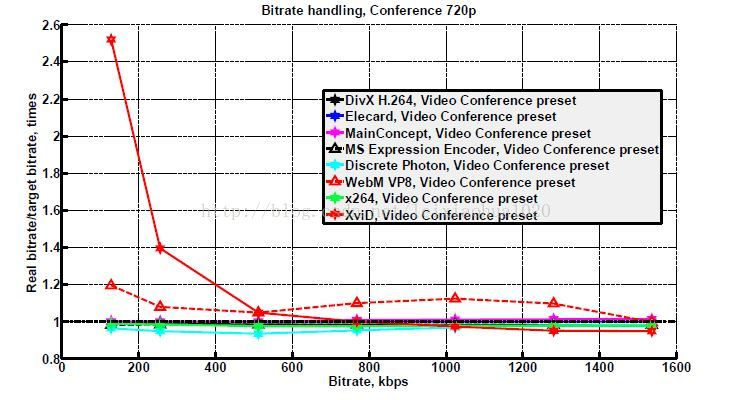 Bitrate handling, Conference 720p
Real bitrate/target bitrate, times
2.6
2.4
2.2
2
1.8
1.6
1.4
1.2
1
0.8
DivX H.264, Video Conference preset
Elecard, Video Conference preset
MainConcept, Video Conference preset
MS Expression Encoder, Video Conference preset
Discrete Photon, Video Conference preset
WebM VP8, Video Conference preset
x264, Video Conference preset
XviD, Video Conference preset
0 200 400 600 800 1000 1200 1400 1600
Bitrate, kbps